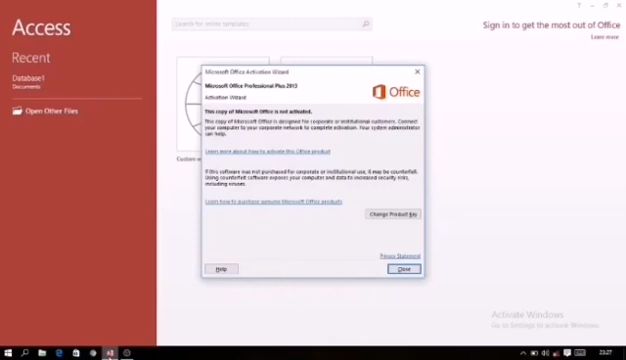 Access
Search for online templates
Sign in to get the most out of Office
Learn more
Recent
Database1
Documents
Open Other Files
Microsoft Office Activation Wizard
Microsoft Office Professional Plus 2013
Activation Wizard
Office
This copy of Microsoft Office is not activated.
This copy of Microsoft Office is designed for corporate or institutional customers. Connect
your computer to your corporate network to complete activation. Your system administrator
can help.
Learn more about how to activate this Office product
If this software was not purchased for corporate or institutional use, it may be counterfeit.
Using counterfeit software exposes your computer and data to increased security risks,
including viruses.
Learn how to purchase genuine Microsoft Office products
Change Product Key
Privacy Statement
Help
Close
Activate Windows
Go to Settings to activate Windows.